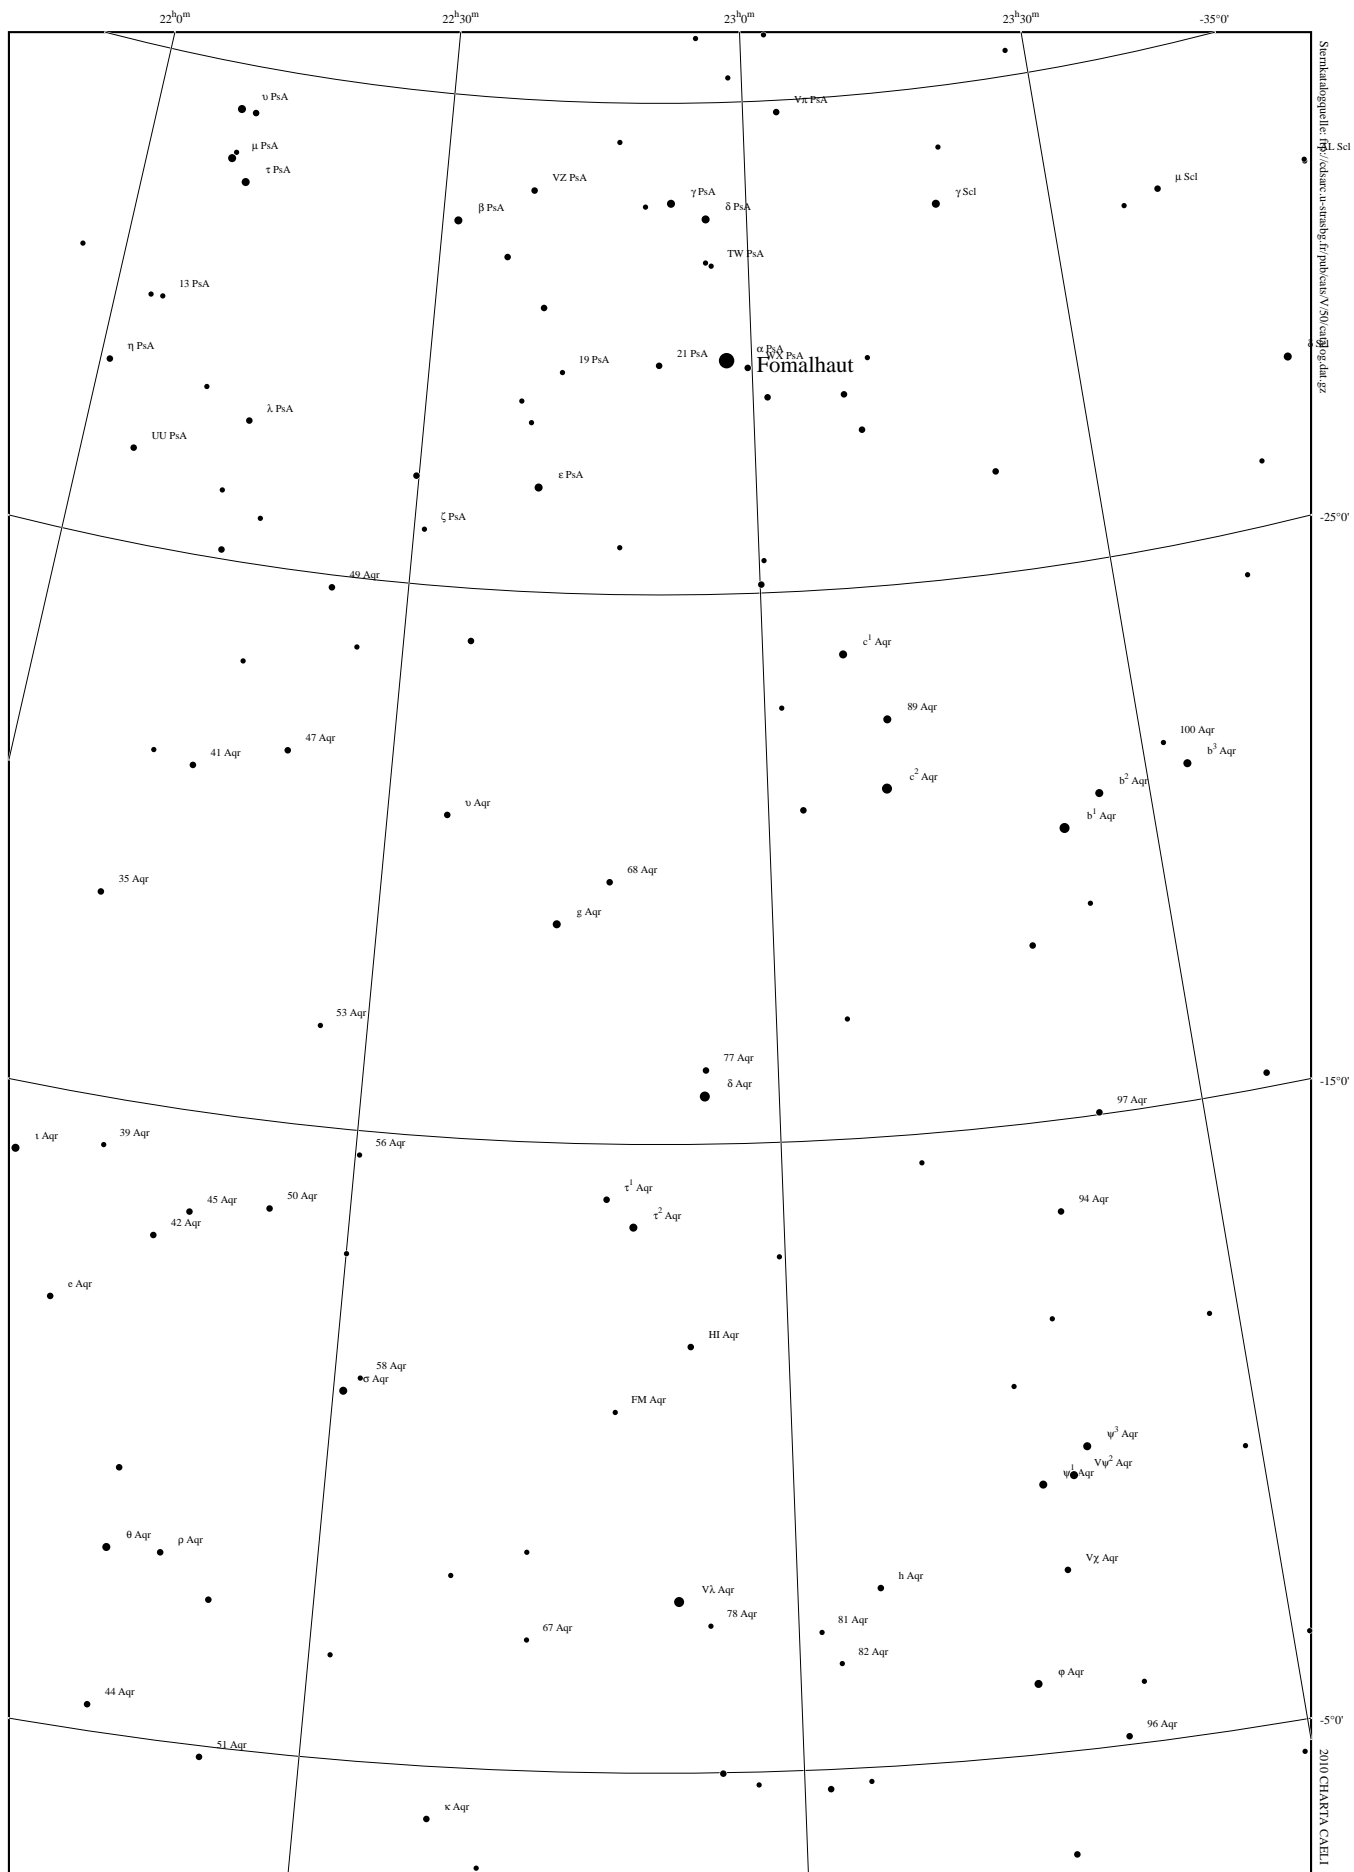 22h0m
22h30m
23h0m
23h30m
-35°0'
υ PsA
Vπ PsA
μ PsA
τ PsA
VZ PsA
γ PsA
β PsA
δ PsA
γ Scl
μ Scl
TW PsA
13 PsA
η PsA
19 PsA
21 PsA
α PsA
WX PsA
Fomalhaut
λ PsA
UU PsA
ε PsA
ζ PsA
-25°0'
49 Aqr
c1 Aqr
89 Aqr
100 Aqr
b3 Aqr
41 Aqr
47 Aqr
c2 Aqr
b2 Aqr
υ Aqr
b1 Aqr
35 Aqr
68 Aqr
g Aqr
53 Aqr
77 Aqr
δ Aqr
-15°0'
97 Aqr
ι Aqr
39 Aqr
56 Aqr
τ1 Aqr
τ2 Aqr
45 Aqr
50 Aqr
42 Aqr
94 Aqr
e Aqr
HI Aqr
58 Aqr
σ Aqr
FM Aqr
ψ3 Aqr
Vψ2 Aqr
ψ1 Aqr
θ Aqr
ρ Aqr
Vχ Aqr
h Aqr
Vλ Aqr
78 Aqr
67 Aqr
81 Aqr
82 Aqr
φ Aqr
44 Aqr
-5°0'
96 Aqr
51 Aqr
κ Aqr
Sternkatalogquelle: ftp://cdsarc.u-strasbg.fr/pub/cats/V/50/catalog.dat.gz
2010 CHARTA CAELI